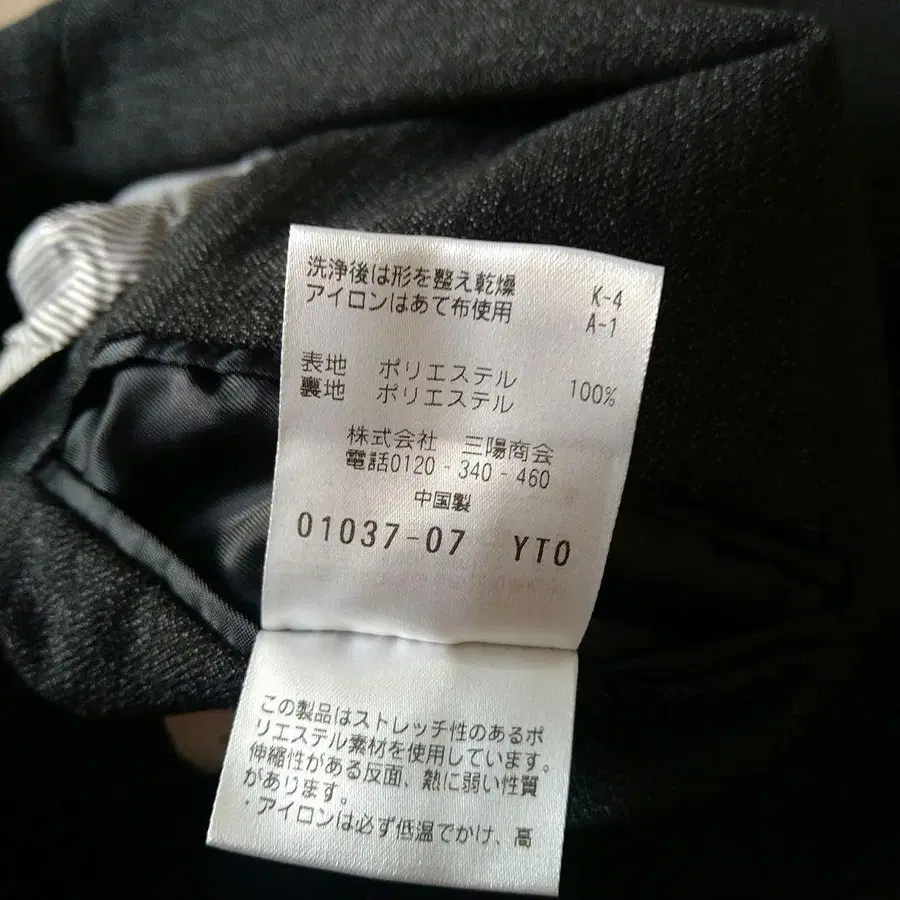 洗浄後は形を整え乾燥 K-4
アイロンはあて布使用 A-1
表地 ポリエステル 100%
裏地 ポリエステル
株式会社 三陽商会
電話0120-340-460
中国製
01037-07 YTO
この製品はストレッチ性のあるポ
リエステル素材を使用しています。
伸縮性がある反面、熱に弱い性質
があります。
・アイロンは必ず低温でかけ、高